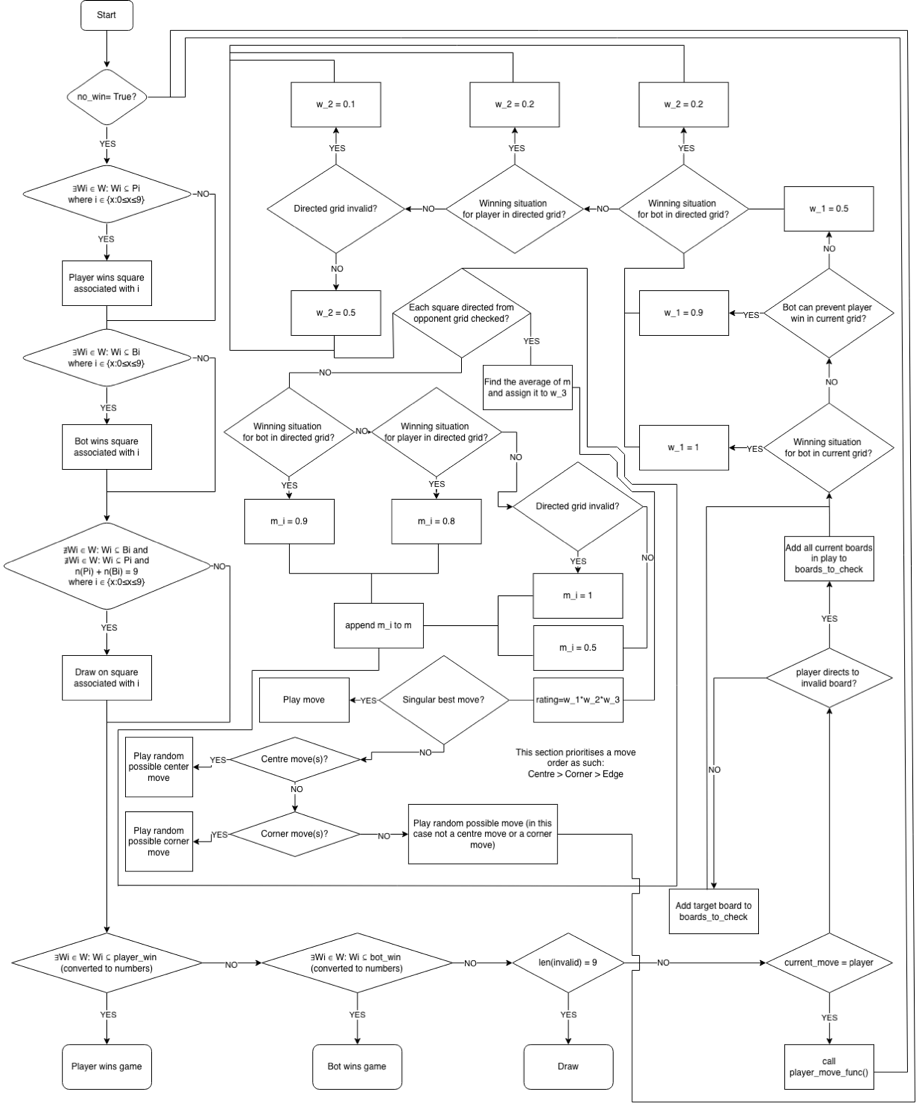 Start
no_win= True?
YES
∃Wi ∈ W: Wi ⊆ Pi
where i ∈ {x:0≤x≤9}
NO
YES
Player wins square
associated with i
∃Wi ∈ W: Wi ⊆ Bi
where i ∈ {x:0≤x≤9}
NO
YES
Bot wins square
associated with i
∄Wi ∈ W: Wi ⊆ Bi and
∄Wi ∈ W: Wi ⊆ Pi and
n(Pi) + n(Bi) = 9
where i ∈ {x:0≤x≤9}
NO
YES
Draw on square
associated with i
w_2 = 0.1
w_2 = 0.2
w_2 = 0.2
YES
YES
YES
Directed grid invalid?
NO
Winning situation
for player in directed grid?
NO
Winning situation
for bot in directed grid?
w_1 = 0.5
NO
NO
w_2 = 0.5
Each square directed from
opponent grid checked?
w_1 = 0.9
YES
Bot can prevent player
win in current grid?
YES
NO
NO
Find the average of m
and assign it to w_3
Winning situation
for bot in directed grid?
NO
Winning situation
for player in directed grid?
NO
w_1 = 1
YES
Winning situation
for bot in current grid?
YES
YES
m_i = 0.9
m_i = 0.8
Directed grid invalid?
NO
YES
Add all current boards
in play to
boards_to_check
m_i = 1
append m_i to m
m_i = 0.5
YES
player directs to
invalid board?
NO
Play move
YES
Singular best move?
rating=w_1*w_2*w_3
NO
This section prioritises a move
order as such:
Centre > Corner > Edge
Play random
possible center
move
YES
Centre move(s)?
NO
Play random
possible corner
move
YES
Corner move(s)?
NO
Play random possible move (in this
case not a centre move or a corner
move)
Add target board to
boards_to_check
∃Wi ∈ W: Wi ⊆ player_win
(converted to numbers)
NO
∃Wi ∈ W: Wi ⊆ bot_win
(converted to numbers)
NO
len(invalid) = 9
NO
current_move = player
YES
YES
YES
YES
Player wins game
Bot wins game
Draw
call
player_move_func()